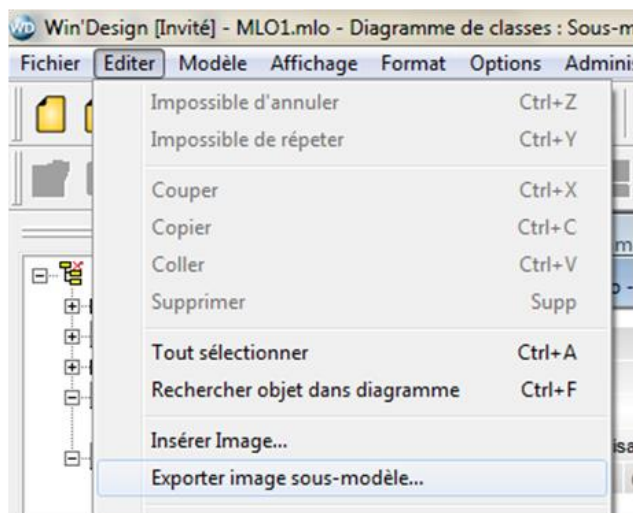 Win'Design [Invité] - MLO1.mlo - Diagramme de classes : Sous-m
Fichier Editer Modèle Affichage Format Options Adminis
Impossible d'annuler Ctrl+Z
Impossible de répeter Ctrl+Y
Couper Ctrl+X
Copier Ctrl+C
Coller Ctrl+V
Supprimer Supp
Tout sélectionner Ctrl+A
Rechercher objet dans diagramme Ctrl+F
Insérer Image...
Exporter image sous-modèle...